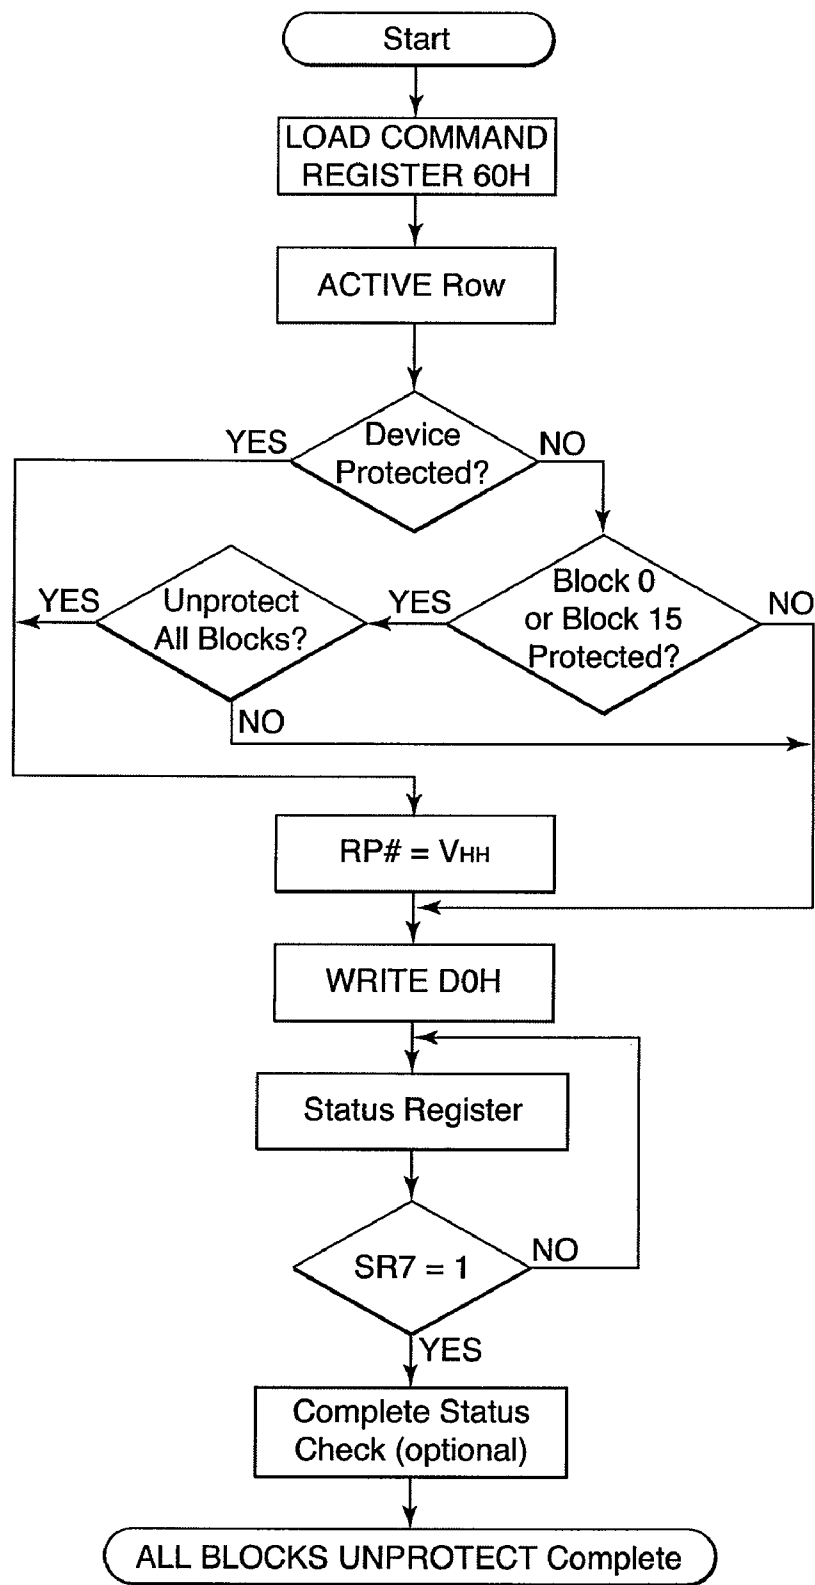 Start
LOAD COMMAND
REGISTER 60H
ACTIVE Row
Device
Protected?
YES
NO
Block 0
or Block 15
Protected?
YES
NO
Unprotect
All Blocks?
YES
NO
RP# = VHH
WRITE D0H
Status Register
SR7 = 1
NO
YES
Complete Status
Check (optional)
ALL BLOCKS UNPROTECT Complete